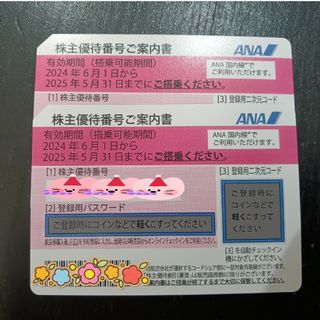 株主優待番号ご案内書 ANA
有効期間（搭乗可能期間）
2024年6月1日から
2025年5月31日までにご搭乗ください。
ANA国内線*で
ご利用いただけます。
[1] 株主優待番号
[3] 登録用二次元コード
株主優待番号ご案内書 ANA
有効期間（搭乗可能期間）
2024年6月1日から
2025年5月31日までにご搭乗ください。
ANA国内線*で
ご利用いただけます。
[1] 株主優待番号
[3] 登録用二次元コード
[2] 登録用パスワード
ご登録時にコインなどで軽くこすってください
ご登録時に
コインなどで
軽くこすって
ください
[3]を自動チェックイン
機にかざしてください。